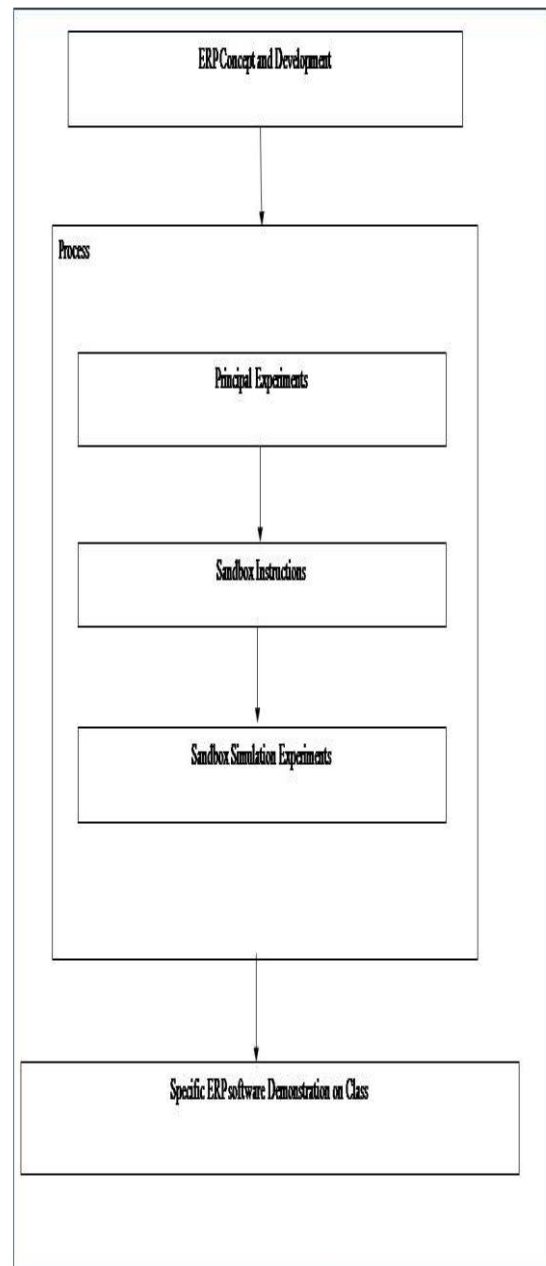 ERP Concept and Development
Process
Principal Experiments
Sandbox Instructions
Sandbox Simulation Experiments
Specific ERP software Demonstration on Class